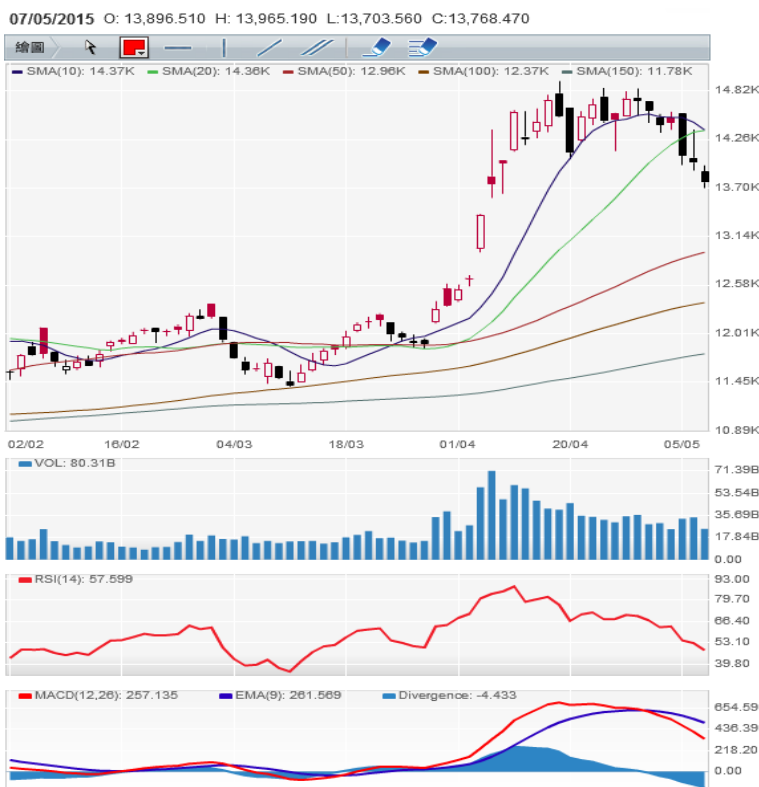 07/05/2015 O: 13,896.510 H: 13,965.190 L:13,703.560 C:13,768.470
繪圖
SMA(10): 14.37K SMA(20): 14.36K SMA(50): 12.96K SMA(100): 12.37K SMA(150): 11.78K
14.82K
14.26K
13.70K
13.14K
12.58K
12.01K
11.45K
10.89K
02/02 16/02 04/03 18/03 01/04 20/04 05/05
VOL: 80.31B
71.39B
53.54B
35.69B
17.84B
0.00
RSI(14): 57.599
93.00
79.70
66.40
53.10
39.80
MACD(12,26): 257.135 EMA(9): 261.569 Divergence: -4.433
654.59
436.39
218.20
0.00